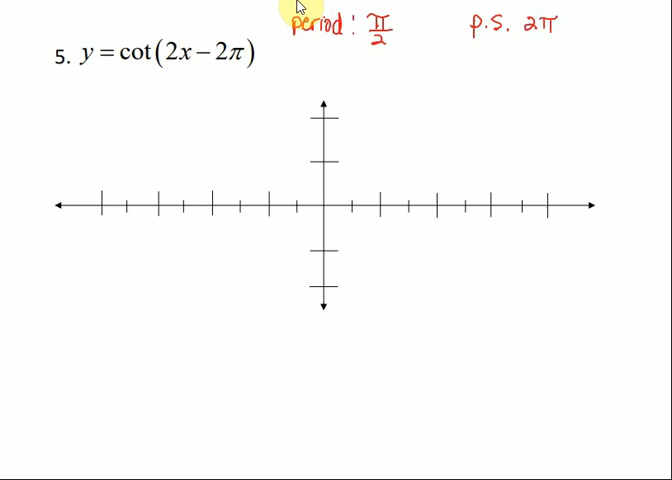 period: π/2 p.s. 2π
5. y = cot(2x − 2π)